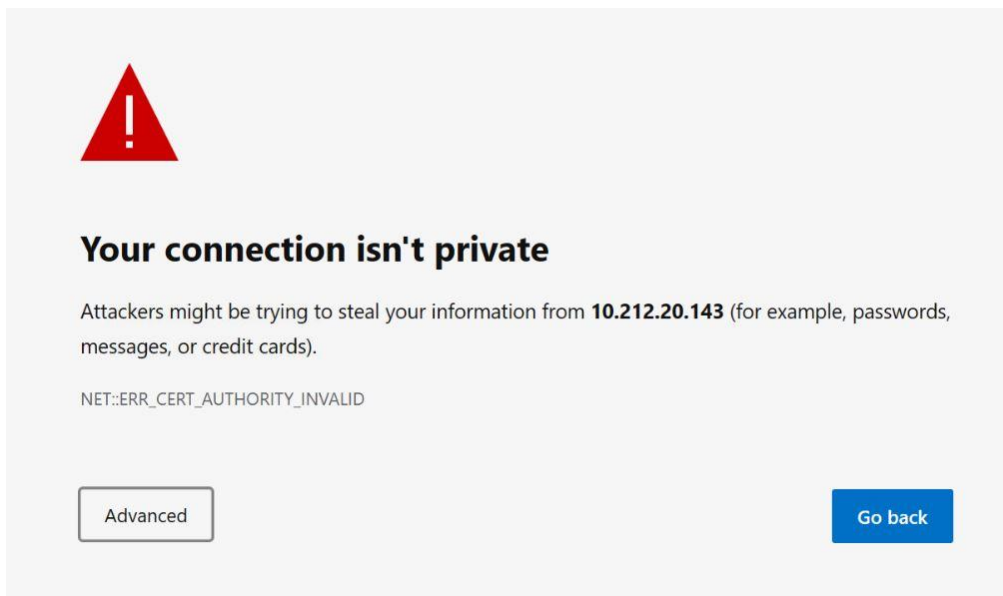 !
Your connection isn't private
Attackers might be trying to steal your information from 10.212.20.143 (for example, passwords,
messages, or credit cards).
NET::ERR_CERT_AUTHORITY_INVALID
Advanced
Go back